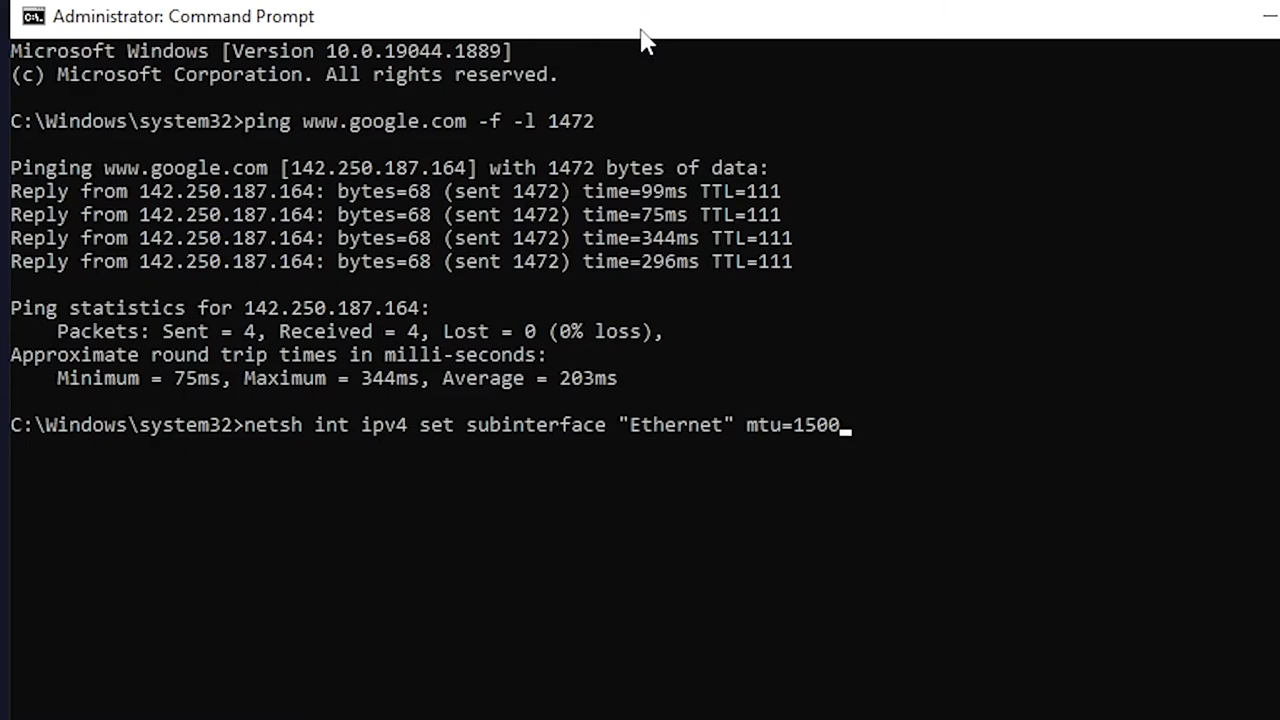 Administrator: Command Prompt
Microsoft Windows [Version 10.0.19044.1889]
(c) Microsoft Corporation. All rights reserved.
C:\Windows\system32>ping www.google.com -f -l 1472
Pinging www.google.com [142.250.187.164] with 1472 bytes of data:
Reply from 142.250.187.164: bytes=68 (sent 1472) time=99ms TTL=111
Reply from 142.250.187.164: bytes=68 (sent 1472) time=75ms TTL=111
Reply from 142.250.187.164: bytes=68 (sent 1472) time=344ms TTL=111
Reply from 142.250.187.164: bytes=68 (sent 1472) time=296ms TTL=111
Ping statistics for 142.250.187.164:
Packets: Sent = 4, Received = 4, Lost = 0 (0% loss),
Approximate round trip times in milli-seconds:
Minimum = 75ms, Maximum = 344ms, Average = 203ms
C:\Windows\system32>netsh int ipv4 set subinterface "Ethernet" mtu=1500